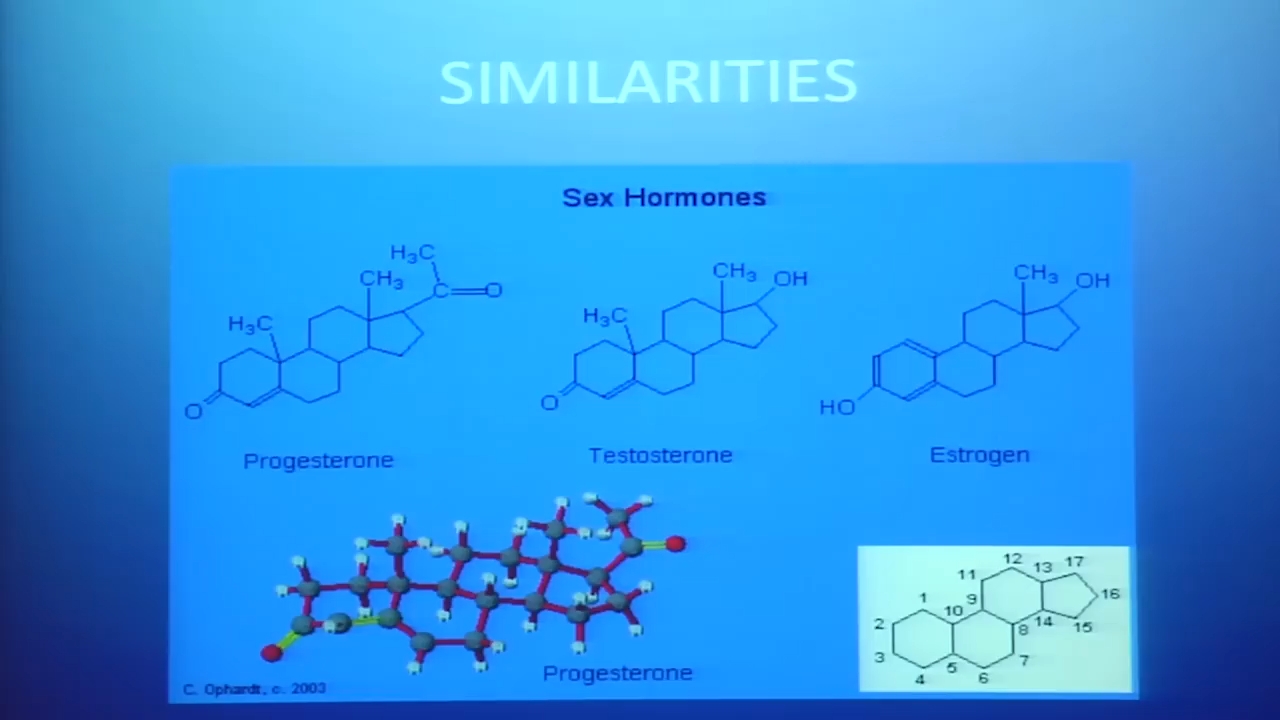 SIMILARITIES
Sex Hormones
H₃C
CH₃
C
O
H₃C
O
Progesterone
CH₃
OH
H₃C
O
Testosterone
CH₃
OH
HO
Estrogen
Progesterone
C. Ophardt, c. 2003
12
17
11
13
1
16
9
10
2
14
15
8
3
7
5
4
6